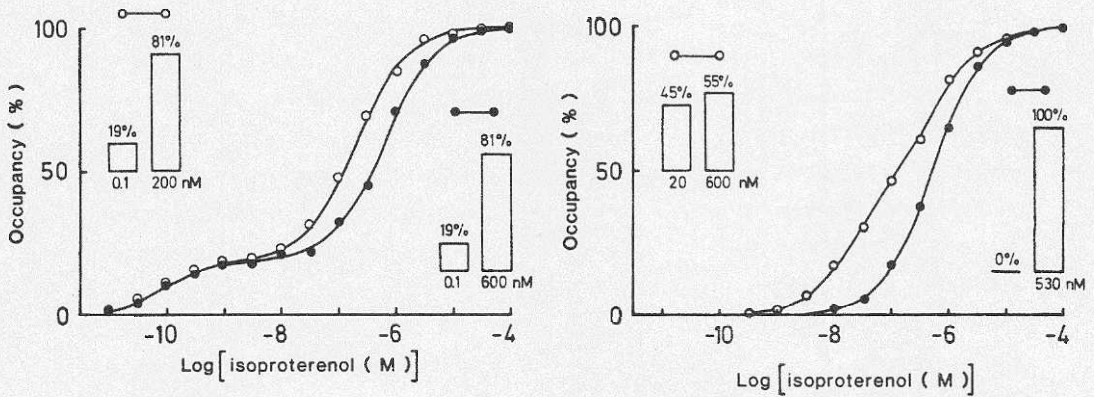 100
50
0
Occupancy ( % )
81%
19%
0.1 200 nM
81%
19%
0.1 600 nM
-10 -8 -6 -4
Log [isoproterenol ( M )]
100
50
0
Occupancy ( % )
45% 55%
20 600 nM
100%
0%
530 nM
-10 -8 -6 -4
Log [isoproterenol ( M )]